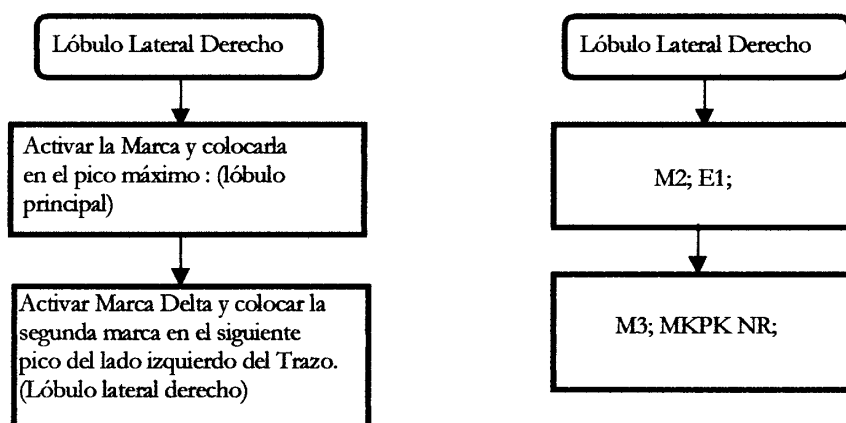 Lóbulo Lateral Derecho
Activar la Marca y colocarla
en el pico máximo : (lóbulo
principal)
Activar Marca Delta y colocar la
segunda marca en el siguiente
pico del lado izquierdo del Trazo.
(Lóbulo lateral derecho)
Lóbulo Lateral Derecho
M2; E1;
M3; MKPK NR;